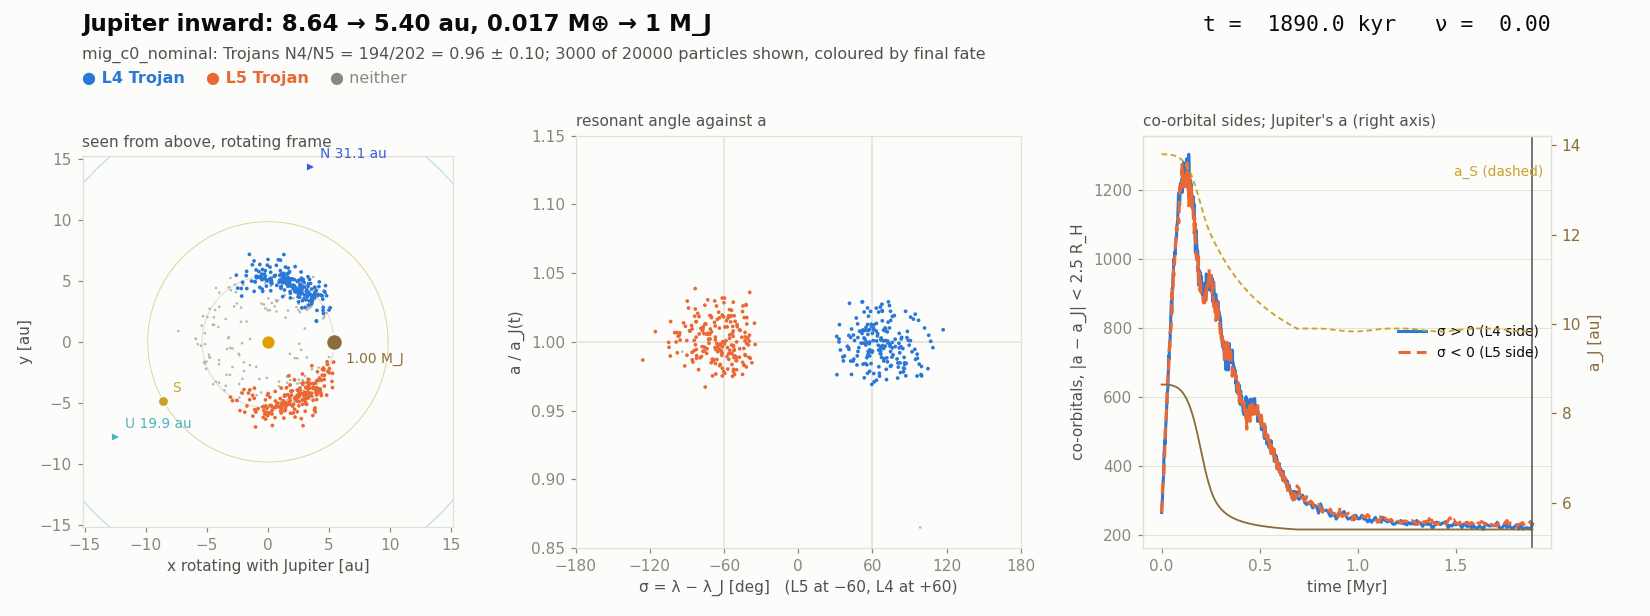 Jupiter inward: 8.64 → 5.40 au, 0.017 M⊕ → 1 M_J
t =  1890.0 kyr   ν =  0.00
mig_c0_nominal: Trojans N4/N5 = 194/202 = 0.96 ± 0.10; 3000 of 20000 particles shown, coloured by final fate
L4 Trojan L5 Trojan neither
seen from above, rotating frame
N 31.1 au
15
10
5
0
−5
−10
−15
y [au]
1.00 M_J
S
U 19.9 au
−15 −10 −5 0 5 10 15
x rotating with Jupiter [au]
resonant angle against a
1.15
1.10
1.05
1.00
0.95
0.90
0.85
a / a_J(t)
−180 −120 −60 0 60 120 180
σ = λ − λ_J [deg]   (L5 at −60, L4 at +60)
co-orbital sides; Jupiter's a (right axis)
1200
1000
800
600
400
200
co-orbitals, |a − a_J| < 2.5 R_H
a_S (dashed)
σ > 0 (L4 side)
σ < 0 (L5 side)
14
12
10
8
6
a_J [au]
0.0 0.5 1.0 1.5
time [Myr]